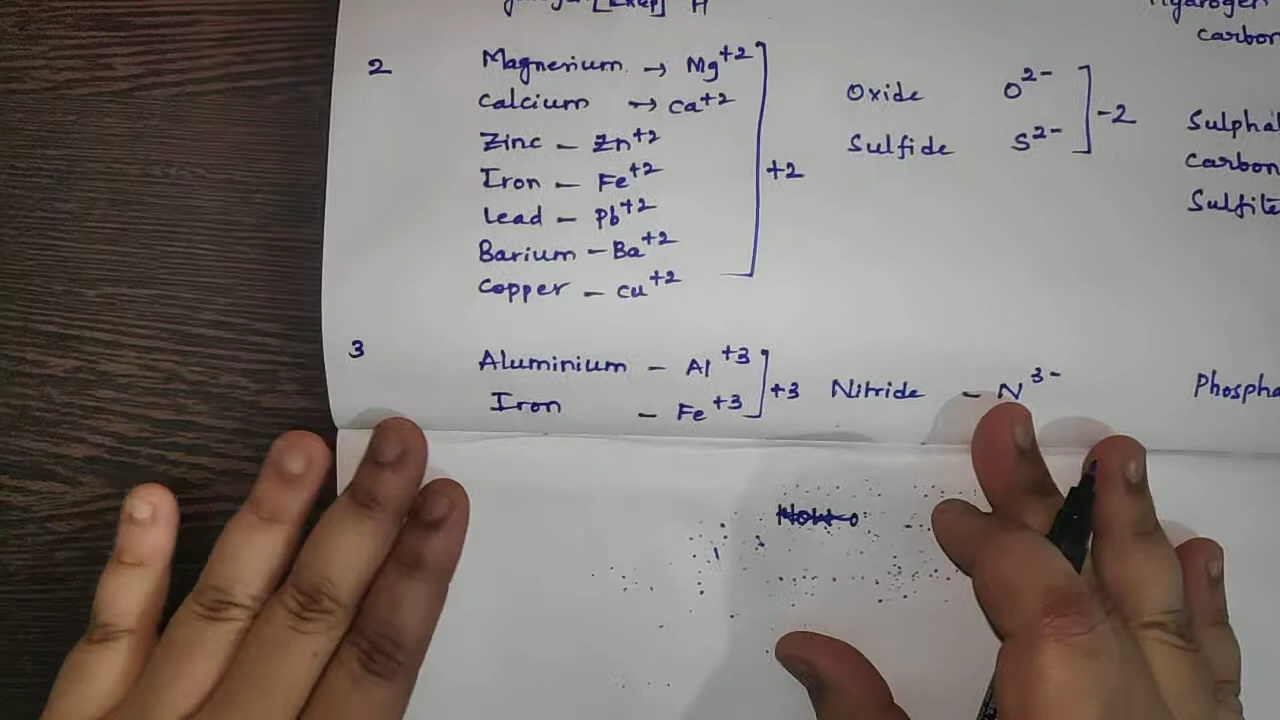 Hydrogen
carbon
2 Magnesium → Mg+2
Calcium → Ca+2
Zinc – Zn+2
Iron – Fe+2
Lead – Pb+2
Barium – Ba+2
Copper – Cu+2
+2
Oxide O2-
Sulfide S2-
-2
Sulpha
Carbon
Sulfite
3 Aluminium – Al+3
Iron – Fe+3
+3
Nitride – N3-
Phospha